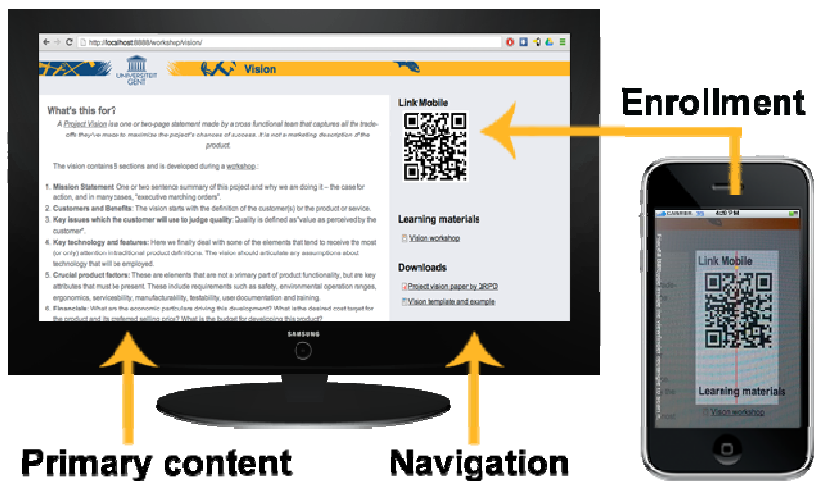 http://localhost:8888/workshop/vision/
UNIVERSITEIT
GENT
Vision
What's this for?
A Project Vision is a one or two-page statement made by a cross functional team that captures all the trade-
offs they've made to maximize the project's chances of success. It is not a marketing description of the
product.
The vision contains 6 sections and is developed during a workshop.:
1. Mission Statement One or two sentence summary of this project and why we are doing it -- the case for
action, and in many cases, "executive marching orders".
2. Customers and Benefits: The vision starts with the definition of the customer(s) for the product or service.
3. Key issues which the customer will use to judge quality: Quality is defined as "value as perceived by the
customer".
4. Key technology and features: Here we finally deal with some of the elements that tend to receive the most
(or only) attention in traditional product definitions. The vision should articulate any assumptions about
technology that will be employed.
5. Crucial product factors: These are elements that are not a primary part of product functionality, but are key
attributes that must be present. These include requirements such as safety, environmental operation ranges,
ergonomics, serviceability, manufacturability, testability, user documentation and training.
6. Financials: What are the economic particulars driving this development? What is the desired cost target for
the product and its preferred selling price? What is the budget for developing this product?
Link Mobile
Learning materials
Vision workshop
Downloads
Project vision paper by QRPD
Vision template and example
SAMSUNG
Enrollment
CARRIER 3G 4:20 PM
Link Mobile
Learning materials
Vision workshop
Primary content
Navigation